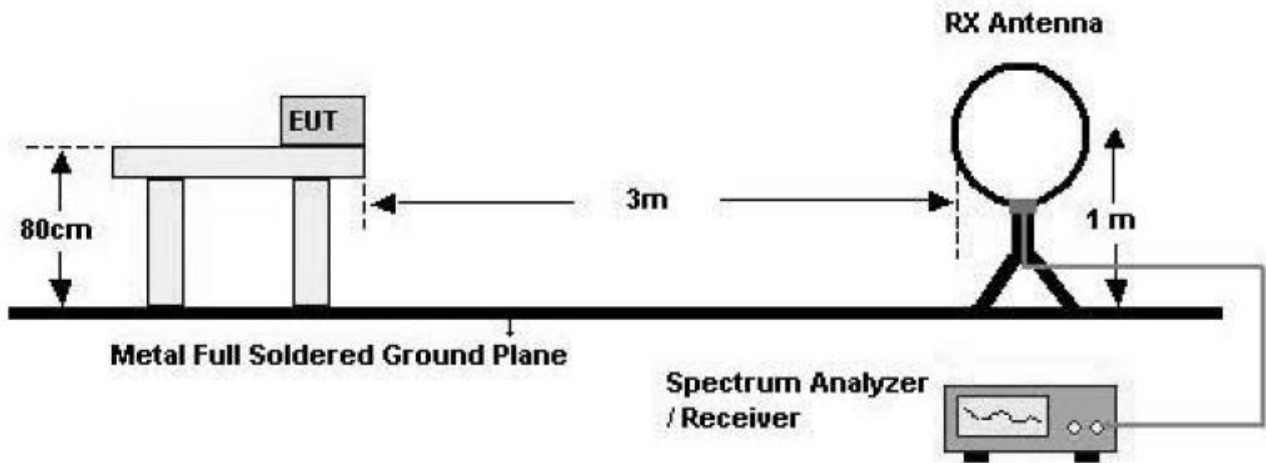 RX Antenna
EUT
80cm
3m
1 m
Metal Full Soldered Ground Plane
Spectrum Analyzer
/ Receiver